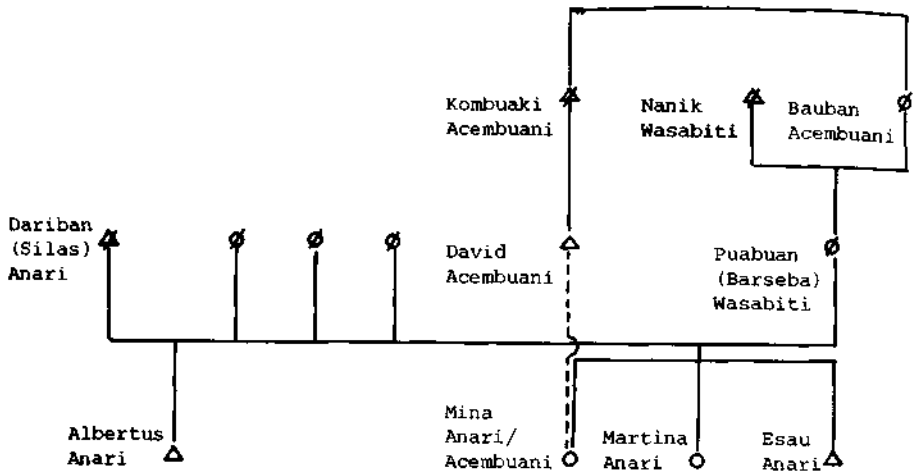 Kombuaki
Acembuani
Nanik
Wasabiti
Bauban
Acembuani
Dariban
(Silas)
Anari
David
Acembuani
Puabuan
(Barseba)
Wasabiti
Albertus
Anari
Mina
Anari/
Acembuani
Martina
Anari
Esau
Anari